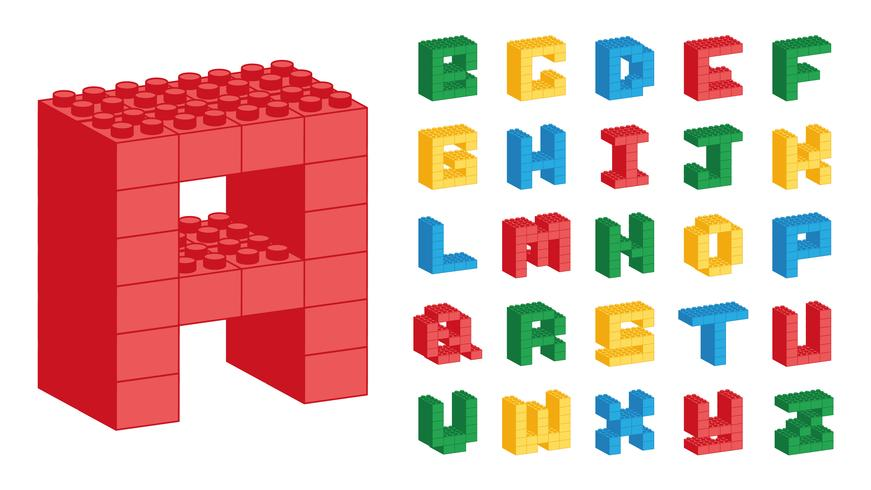 A
B C D E F
G H I J K
L M N O P
Q R S T U
V W X Y Z